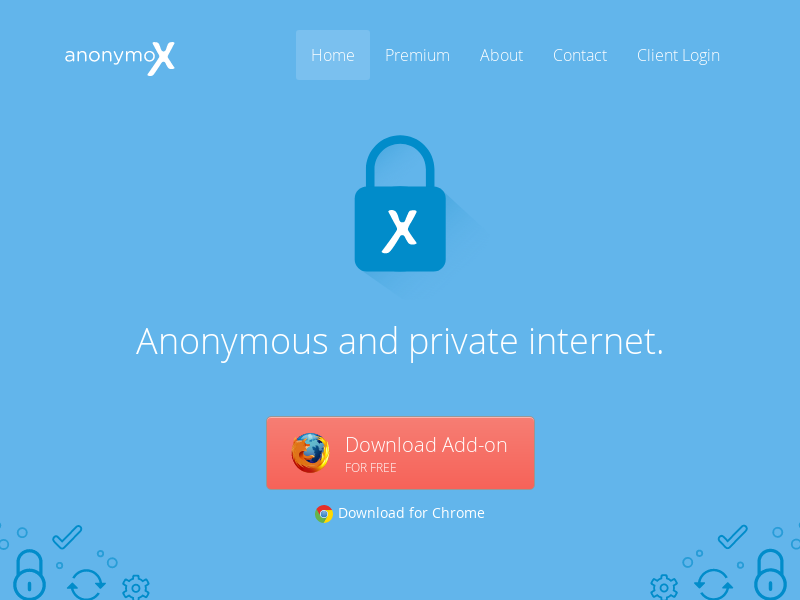 anonymoX
Home Premium About Contact Client Login
X
Anonymous and private internet.
Download Add-on
FOR FREE
Download for Chrome